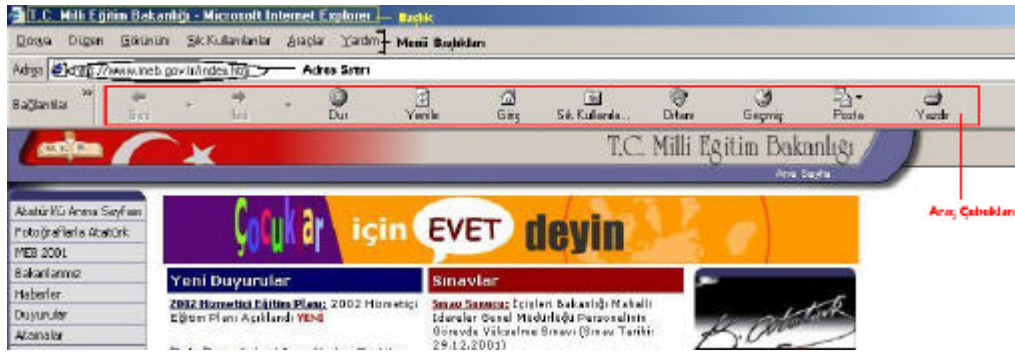 T.C. Milli Eğitim Bakanlığı - Microsoft Internet Explorer Başlık
Dosya Düzen Görünüm Sık Kullanılanlar Araçlar Yardım Menü Başlıkları
Adres http://www.meb.gov.tr/index.htm Adres Satırı
Bağlantılar » Geri İleri Dur Yenile Giriş Sık Kullanıla... Ortam Geçmiş Posta Yazdır
T.C. Milli Eğitim Bakanlığı
Ana Sayfa
Araç Çubukları
Atatürkü Anma Sayfası
Fotoğraflarla Atatürk
MEB 2001
Bakanlarımız
Haberler
Duyurular
Atamalar
Çocuklar için EVET deyin
Yeni Duyurular
2002 Hizmetiçi Eğitim Planı: 2002 Hizmetiçi
Eğitim Planı Açıklandı YENİ
Sınavlar
Sınav Sonucu: İçişleri Bakanlığı Mahalli
İdareler Genel Müdürlüğü Personelinin
Görevde Yükselme Sınavı (Sınav Tarihi:
29.12.2001)
K. Atatürk